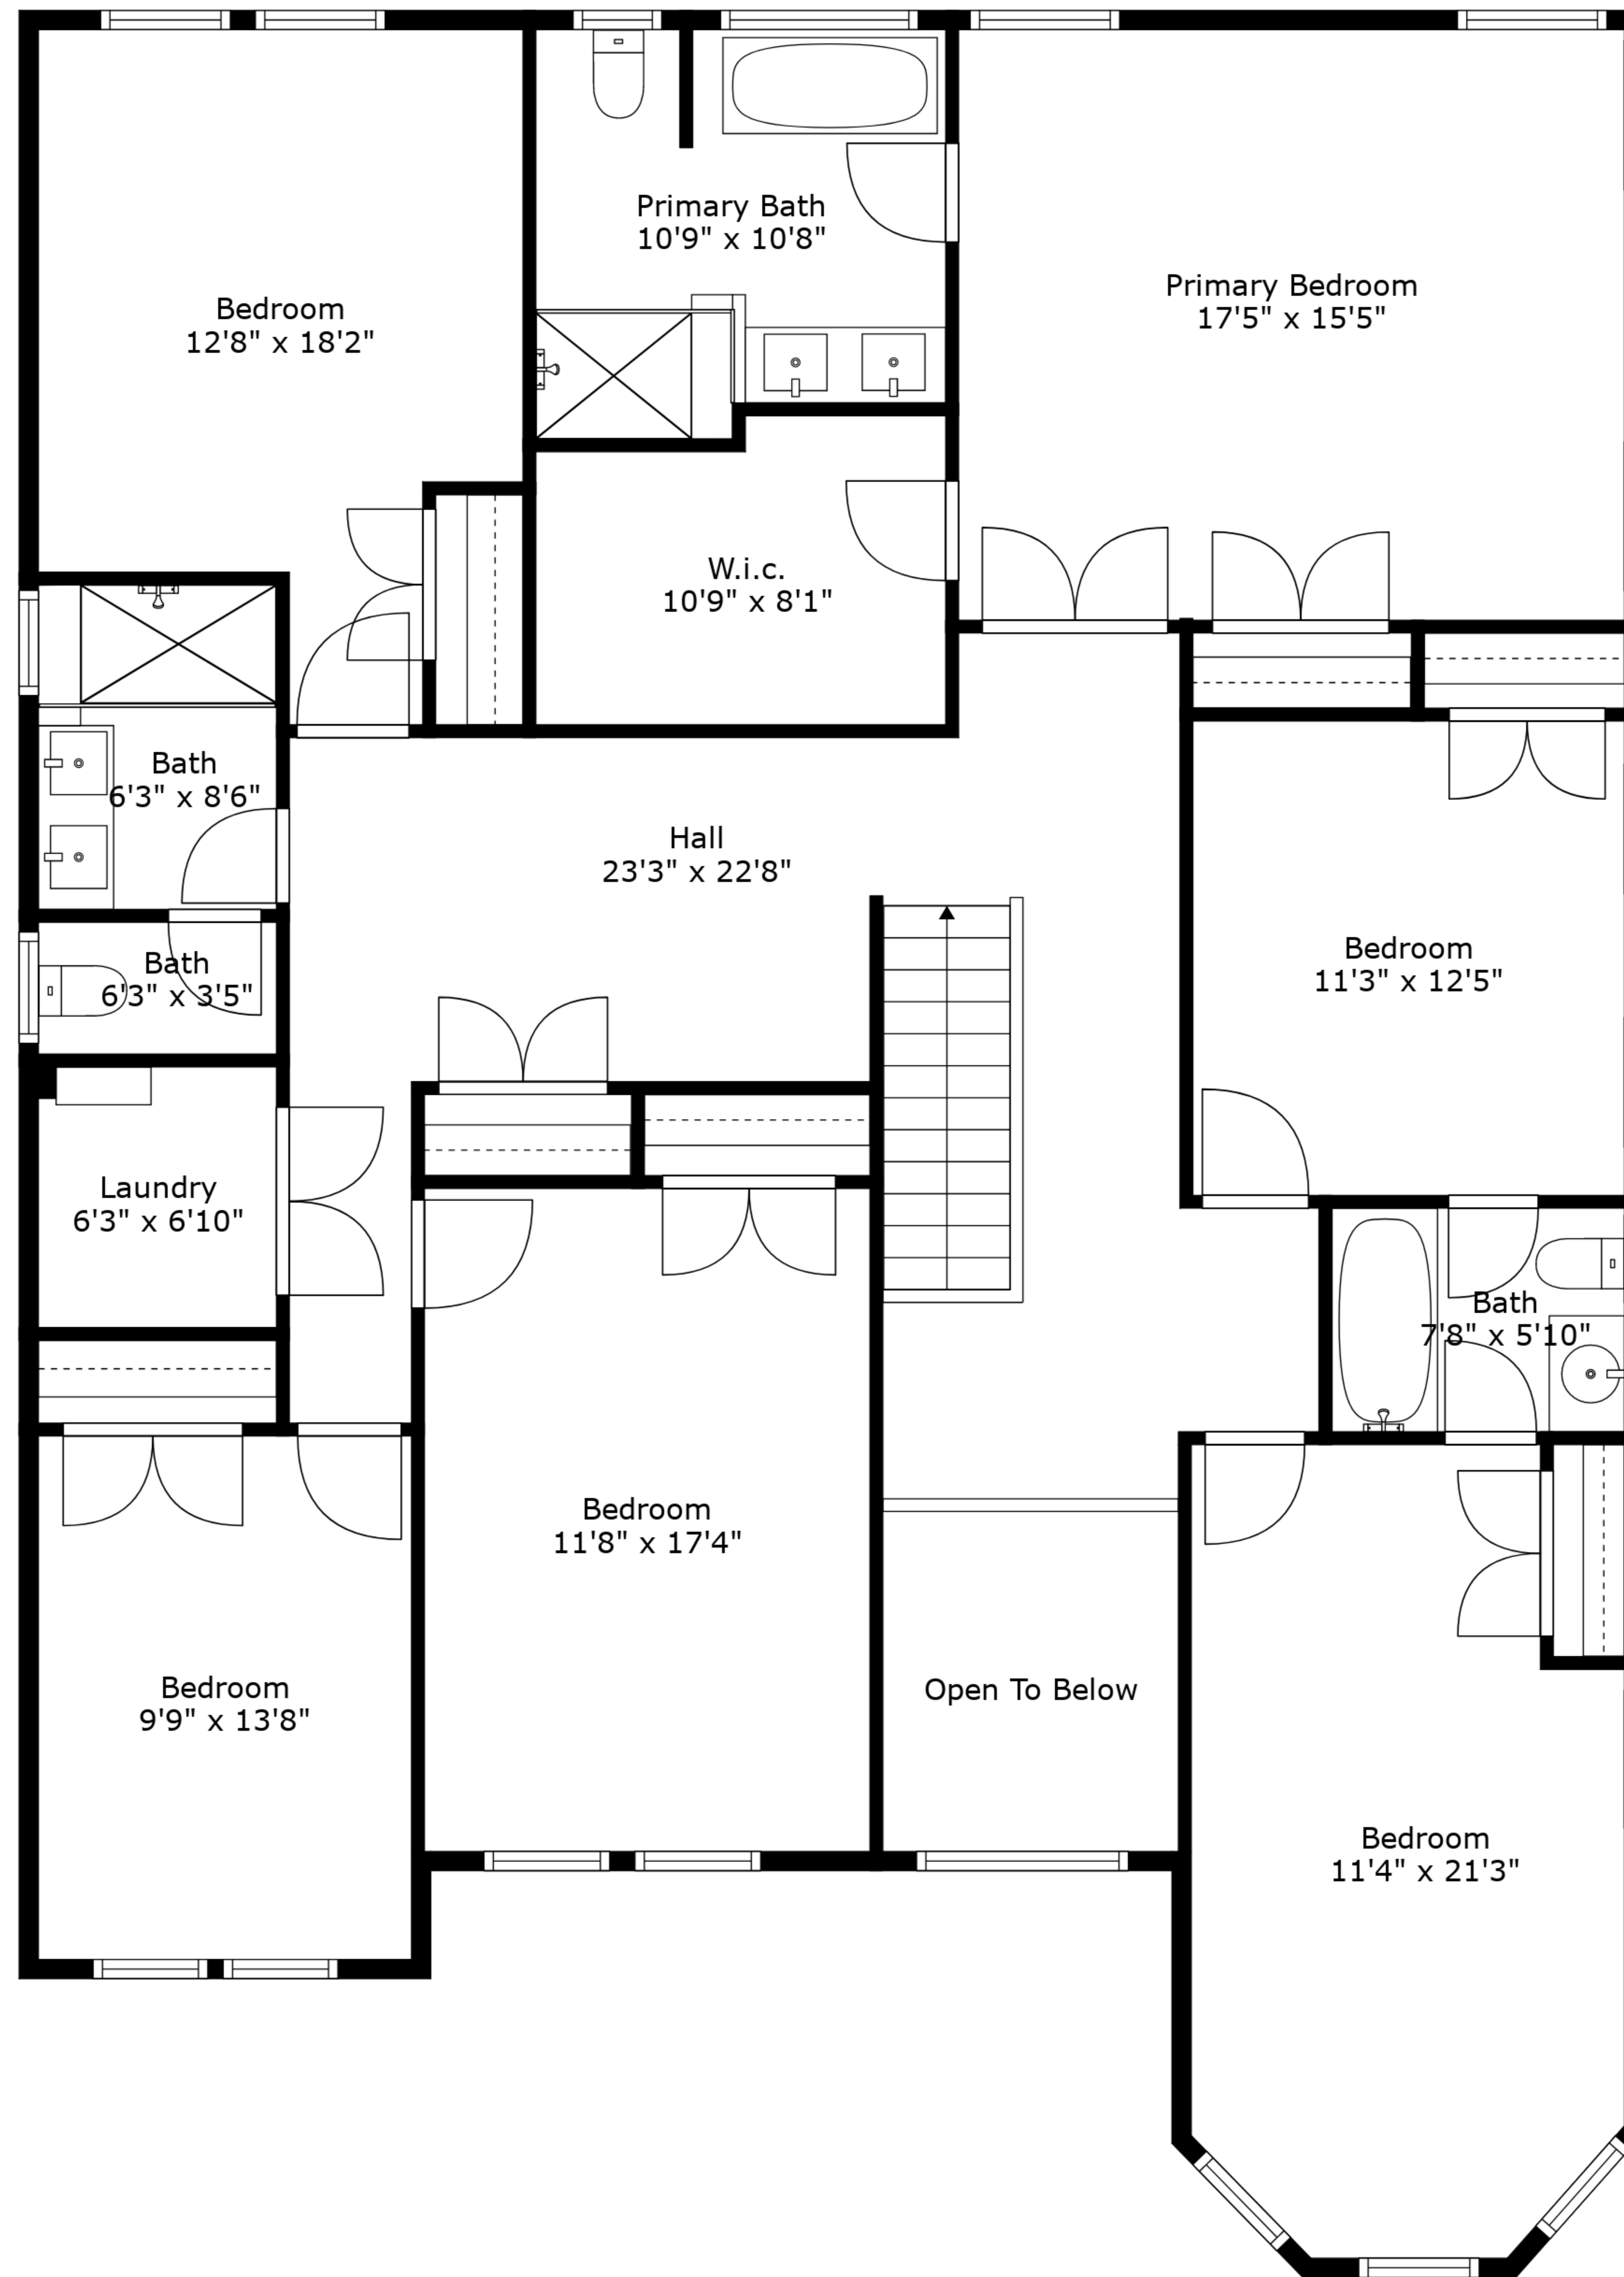 Primary Bath
10'9" x 10'8"
Primary Bedroom
17'5" x 15'5"
Bedroom
12'8" x 18'2"
W.i.c.
10'9" x 8'1"
Bath
6'3" x 8'6"
Hall
23'3" x 22'8"
Bedroom
11'3" x 12'5"
Bath
6'3" x 3'5"
Laundry
6'3" x 6'10"
Bath
7'8" x 5'10"
Bedroom
11'8" x 17'4"
Bedroom
9'9" x 13'8"
Open To Below
Bedroom
11'4" x 21'3"